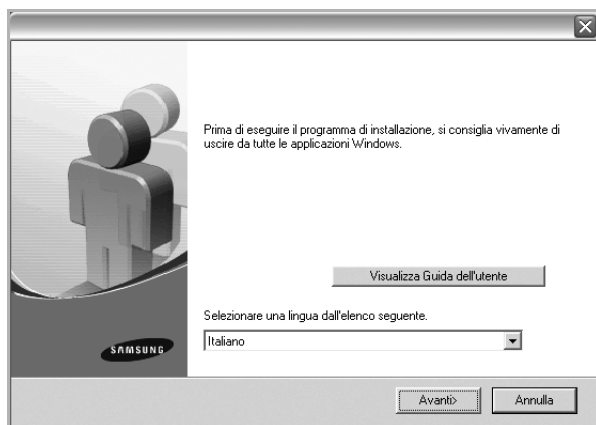 Prima di eseguire il programma di installazione, si consiglia vivamente di
uscire da tutte le applicazioni Windows.
Visualizza Guida dell'utente
Selezionare una lingua dall'elenco seguente.
Italiano
SAMSUNG
Avanti>
Annulla